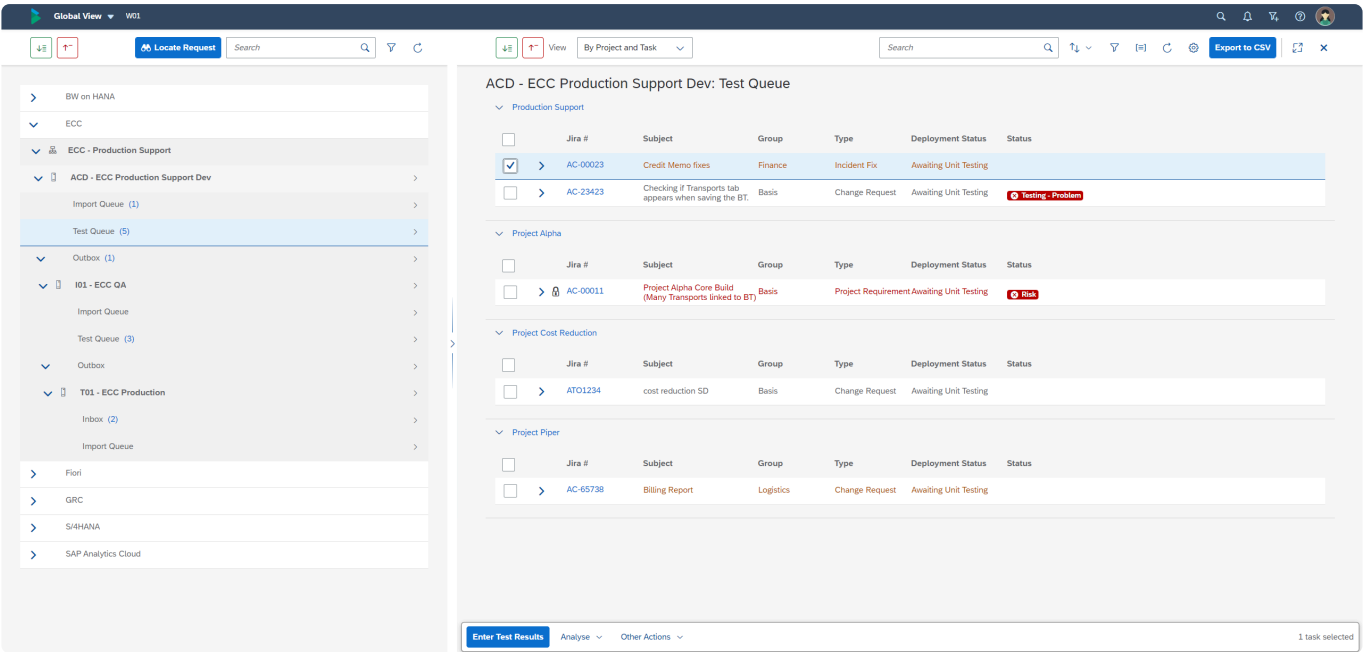 Global View W01
Locate Request Search
BW on HANA
ECC
ECC - Production Support
ACD - ECC Production Support Dev
Import Queue (1)
Test Queue (5)
Outbox (1)
I01 - ECC QA
Import Queue
Test Queue (3)
Outbox
T01 - ECC Production
Inbox (2)
Import Queue
Fiori
GRC
S/4HANA
SAP Analytics Cloud
View By Project and Task Search Export to CSV
ACD - ECC Production Support Dev: Test Queue
Production Support
Jira # Subject Group Type Deployment Status Status
AC-00023 Credit Memo fixes Finance Incident Fix Awaiting Unit Testing
AC-23423 Checking if Transports tab appears when saving the BT. Basis Change Request Awaiting Unit Testing Testing - Problem
Project Alpha
Jira # Subject Group Type Deployment Status Status
AC-00011 Project Alpha Core Build (Many Transports linked to BT) Basis Project Requirement Awaiting Unit Testing Risk
Project Cost Reduction
Jira # Subject Group Type Deployment Status Status
ATO1234 cost reduction SD Basis Change Request Awaiting Unit Testing
Project Piper
Jira # Subject Group Type Deployment Status Status
AC-65738 Billing Report Logistics Change Request Awaiting Unit Testing
Enter Test Results Analyse Other Actions 1 task selected